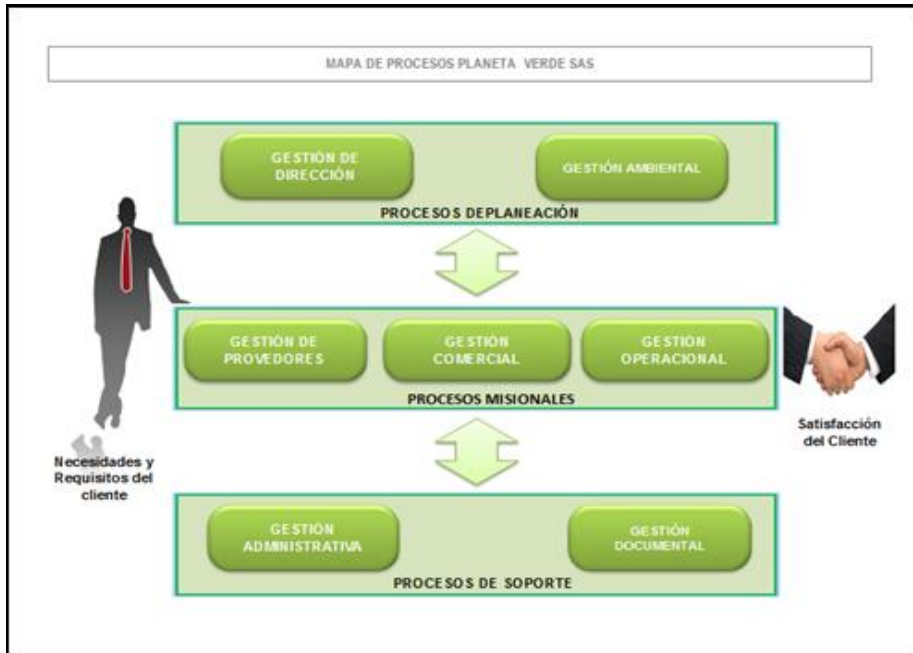 MAPA DE PROCESOS PLANETA VERDE SAS
GESTIÓN DE
DIRECCIÓN
GESTIÓN AMBIENTAL
PROCESOS DEPLANEACIÓN
GESTIÓN DE
PROVEDORES
GESTIÓN
COMERCIAL
GESTIÓN
OPERACIONAL
PROCESOS MISIONALES
Necesidades y
Requisitos del
cliente
Satisfacción
del Cliente
GESTIÓN
ADMINISTRATIVA
GESTIÓN
DOCUMENTAL
PROCESOS DE SOPORTE